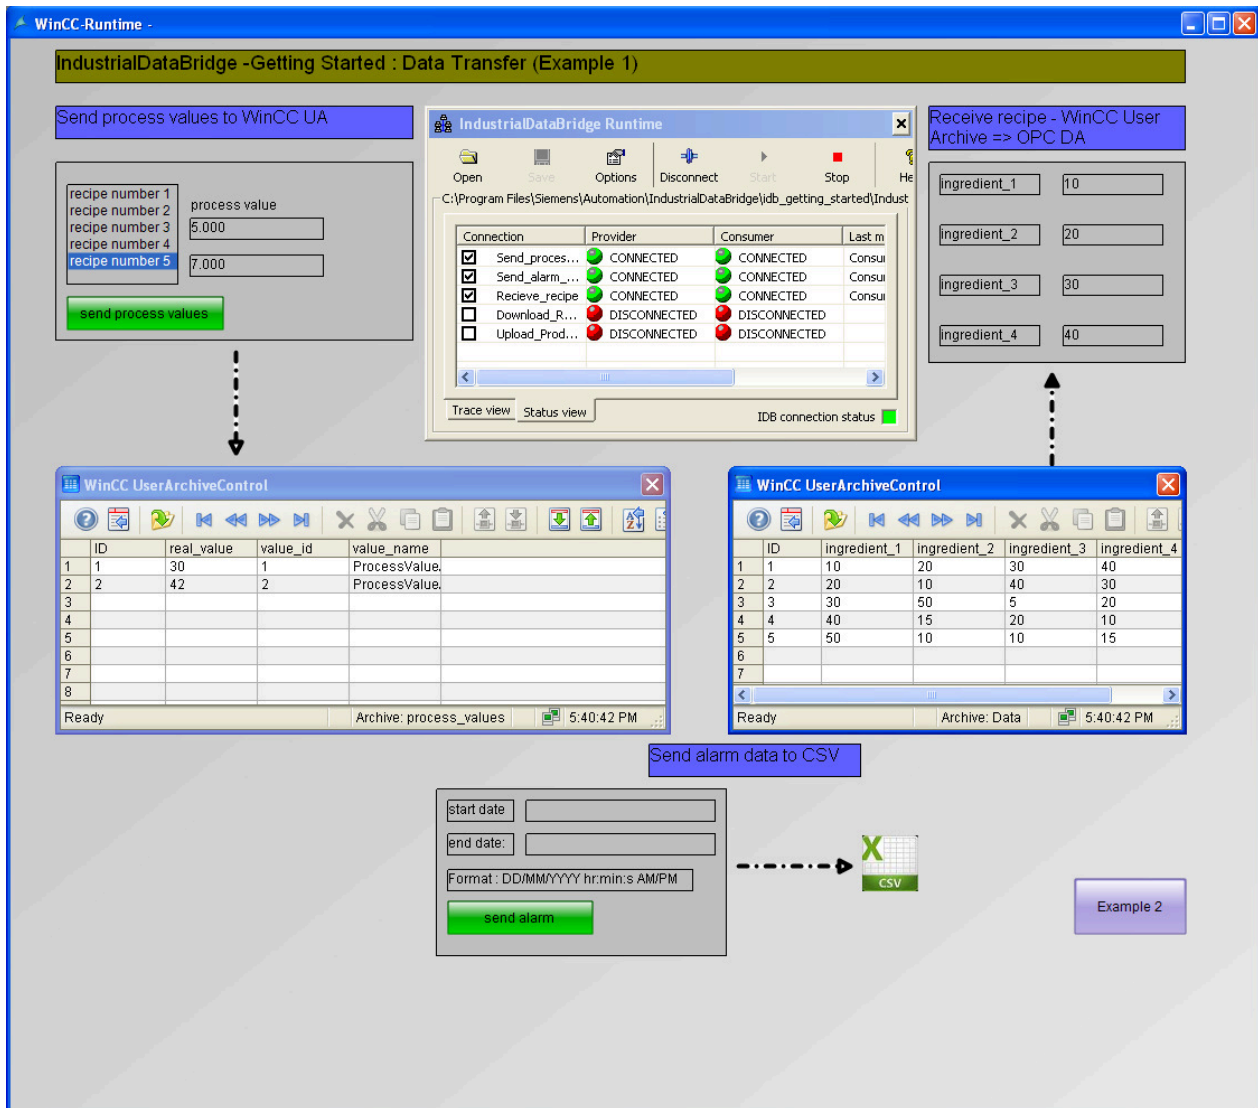 WinCC-Runtime -
IndustrialDataBridge -Getting Started : Data Transfer (Example 1)
Send process values to WinCC UA
recipe number 1
recipe number 2
recipe number 3
recipe number 4
recipe number 5
process value
5.000
7.000
send process values
IndustrialDataBridge Runtime
Open Save Options Disconnect Start Stop He
C:\Program Files\Siemens\Automation\IndustrialDataBridge\idb_getting_started\Indust
Connection Provider Consumer Last m
Send_proces... CONNECTED CONNECTED Consu
Send_alarm_... CONNECTED CONNECTED Consu
Recieve_recipe CONNECTED CONNECTED Consu
Download_R... DISCONNECTED DISCONNECTED
Upload_Prod... DISCONNECTED DISCONNECTED
Trace view Status view IDB connection status
Receive recipe - WinCC User
Archive => OPC DA
ingredient_1 10
ingredient_2 20
ingredient_3 30
ingredient_4 40
WinCC UserArchiveControl
ID real_value value_id value_name
1 1 30 1 ProcessValue.
2 2 42 2 ProcessValue.
3
4
5
6
7
8
Ready Archive: process_values 5:40:42 PM
WinCC UserArchiveControl
ID ingredient_1 ingredient_2 ingredient_3 ingredient_4
1 1 10 20 30 40
2 2 20 10 40 30
3 3 30 50 5 20
4 4 40 15 20 10
5 5 50 10 10 15
6
7
Ready Archive: Data 5:40:42 PM
Send alarm data to CSV
start date
end date:
Format : DD/MM/YYYY hr:min:s AM/PM
send alarm
X
CSV
Example 2